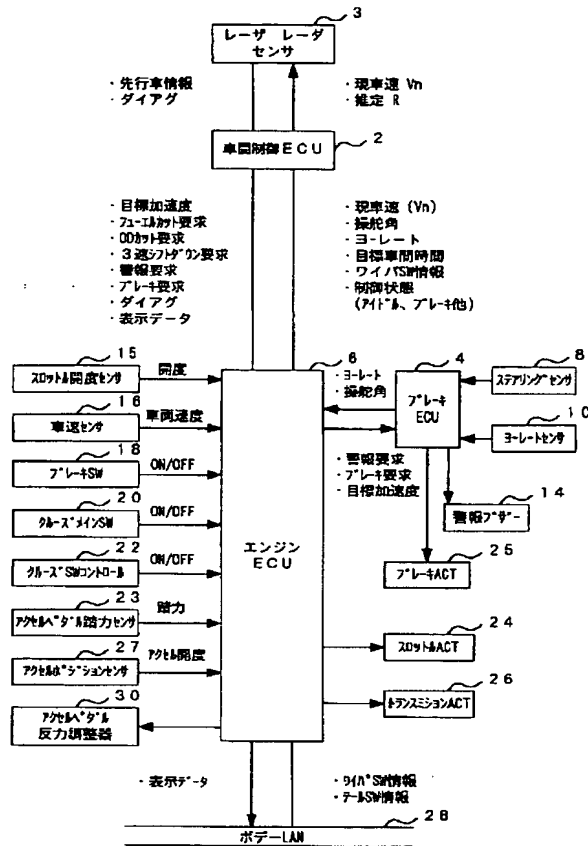 3
レーザ レーダ
センサ
・先行車情報
・ダイアグ
・現車速 Vn
・推定 R
車間制御ECU
2
・目標加速度
・フューエルカット要求
・ODカット要求
・3速シフトダウン要求
・警報要求
・ブレーキ要求
・ダイアグ
・表示データ
・現車速 (Vn)
・操舵角
・ヨーレート
・目標車間時間
・ワイパSW情報
・制御状態
(アイドル、ブレーキ他)
15
スロットル開度センサ
開度
16
車速センサ
車両速度
18
ブレーキSW
ON/OFF
20
クルーズメインSW
ON/OFF
22
クルーズSWコントロール
ON/OFF
23
アクセルペダル踏力センサ
踏力
27
アクセルポジションセンサ
アクセル開度
30
アクセルペダル
反力調整器
6
エンジン
ECU
・ヨーレート
・操舵角
4
ブレーキ
ECU
8
ステアリングセンサ
10
ヨーレートセンサ
・警報要求
・ブレーキ要求
・目標加速度
14
警報ブザー
25
ブレーキACT
24
スロットルACT
26
トランスミションACT
・表示データ
・ワイパSW情報
・テールSW情報
28
ボデーLAN